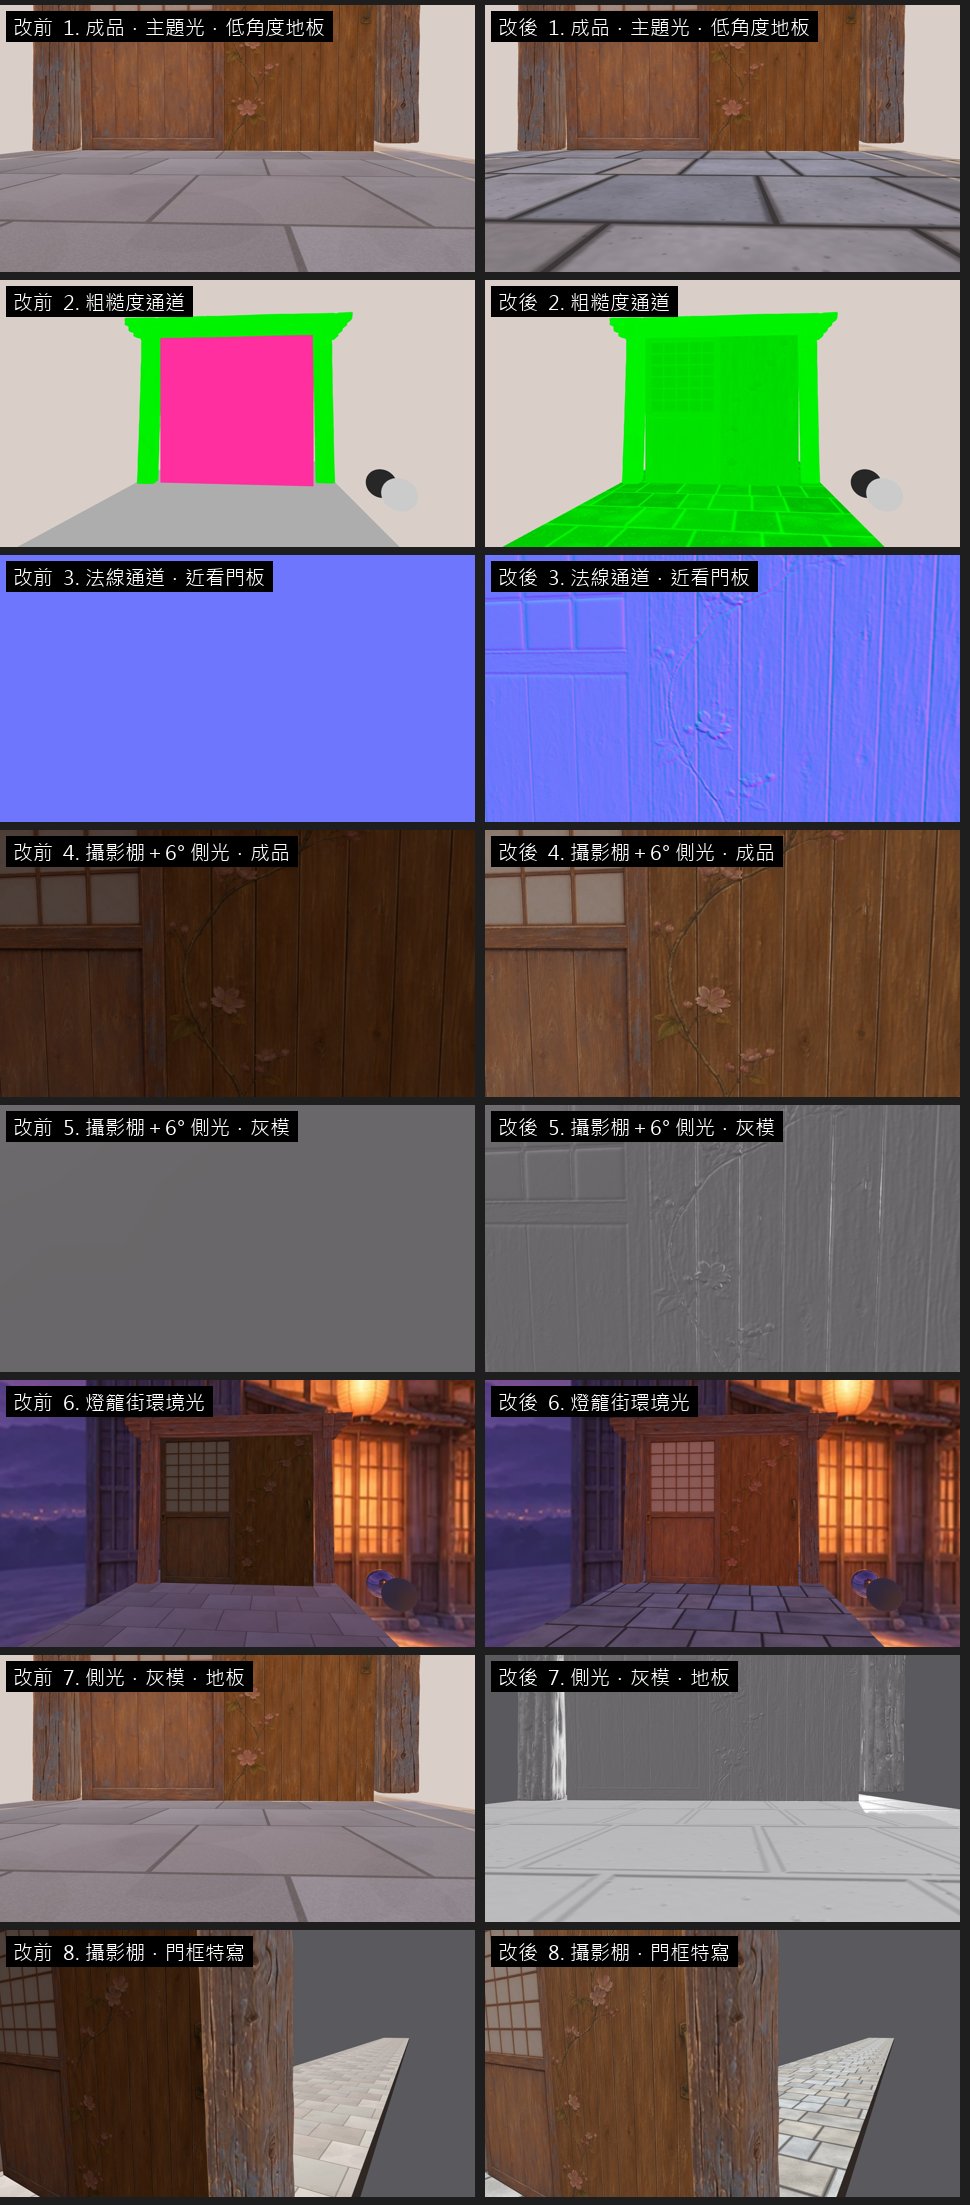 改前 1. 成品 · 主題光 · 低角度地板
改後 1. 成品 · 主題光 · 低角度地板
改前 2. 粗糙度通道
改後 2. 粗糙度通道
改前 3. 法線通道 · 近看門板
改後 3. 法線通道 · 近看門板
改前 4. 攝影棚＋6° 側光 · 成品
改後 4. 攝影棚＋6° 側光 · 成品
改前 5. 攝影棚＋6° 側光 · 灰模
改後 5. 攝影棚＋6° 側光 · 灰模
改前 6. 燈籠街環境光
改後 6. 燈籠街環境光
改前 7. 側光 · 灰模 · 地板
改後 7. 側光 · 灰模 · 地板
改前 8. 攝影棚 · 門框特寫
改後 8. 攝影棚 · 門框特寫